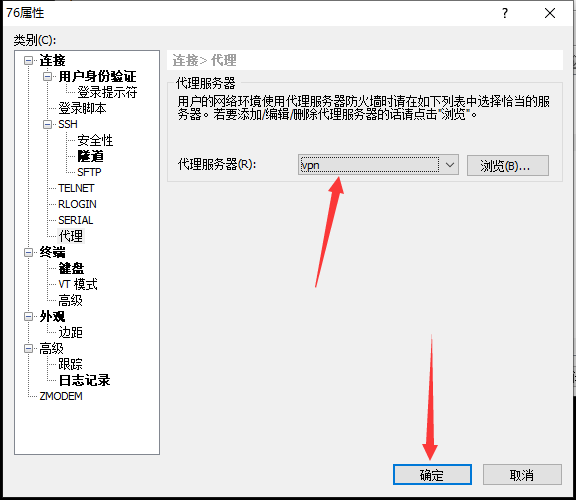 76属性
?
类别(C):
连接
用户身份验证
登录提示符
登录脚本
SSH
安全性
隧道
SFTP
TELNET
RLOGIN
SERIAL
代理
终端
键盘
VT 模式
高级
外观
边距
高级
跟踪
日志记录
ZMODEM
连接> 代理
代理服务器
用户的网络环境使用代理服务器防火墙时请在如下列表中选择恰当的服
务器。若要添加/编辑/删除代理服务器的话请点击"浏览"。
代理服务器(R):
vpn
浏览(B)...
确定
取消